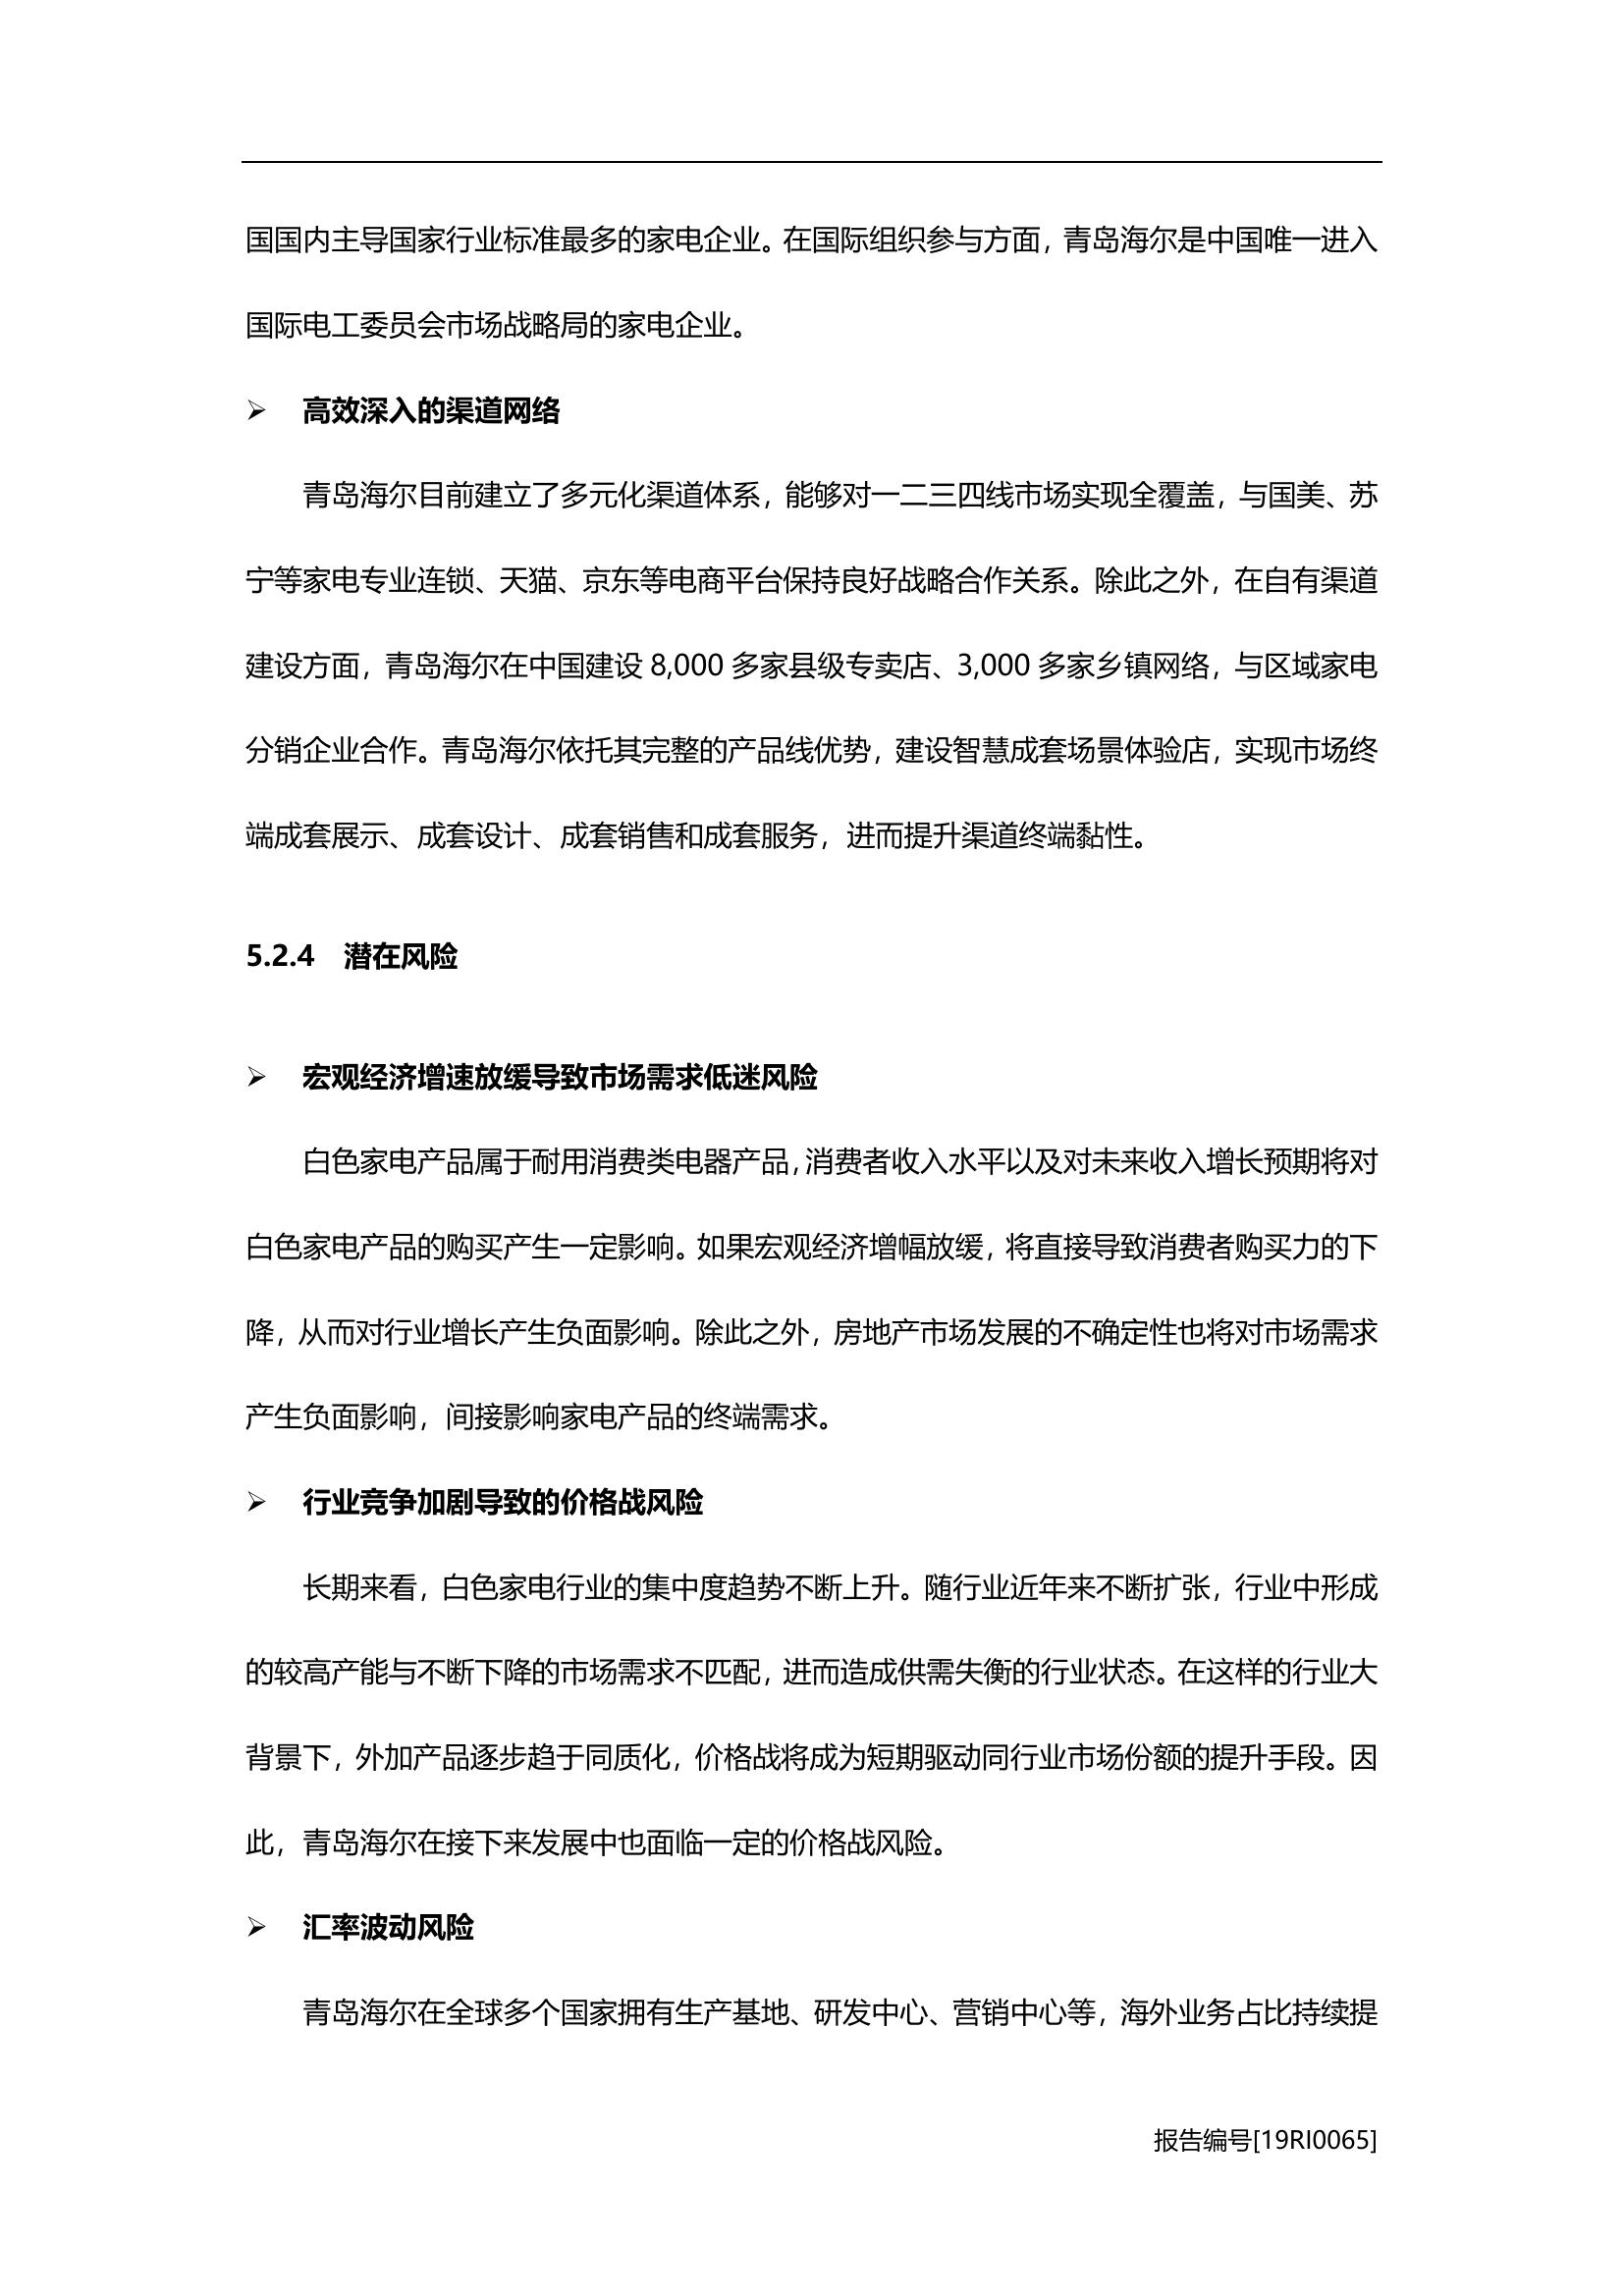 国国内主导国家行业标准最多的家电企业。在国际组织参与方面，青岛海尔是中国唯一进入
国际电工委员会市场战略局的家电企业。
➢ 高效深入的渠道网络
青岛海尔目前建立了多元化渠道体系，能够对一二三四线市场实现全覆盖，与国美、苏
宁等家电专业连锁、天猫、京东等电商平台保持良好战略合作关系。除此之外，在自有渠道
建设方面，青岛海尔在中国建设 8,000 多家县级专卖店、3,000 多家乡镇网络，与区域家电
分销企业合作。青岛海尔依托其完整的产品线优势，建设智慧成套场景体验店，实现市场终
端成套展示、成套设计、成套销售和成套服务，进而提升渠道终端黏性。
5.2.4 潜在风险
➢ 宏观经济增速放缓导致市场需求低迷风险
白色家电产品属于耐用消费类电器产品，消费者收入水平以及对未来收入增长预期将对
白色家电产品的购买产生一定影响。如果宏观经济增幅放缓，将直接导致消费者购买力的下
降，从而对行业增长产生负面影响。除此之外，房地产市场发展的不确定性也将对市场需求
产生负面影响，间接影响家电产品的终端需求。
➢ 行业竞争加剧导致的价格战风险
长期来看，白色家电行业的集中度趋势不断上升。随行业近年来不断扩张，行业中形成
的较高产能与不断下降的市场需求不匹配，进而造成供需失衡的行业状态。在这样的行业大
背景下，外加产品逐步趋于同质化，价格战将成为短期驱动同行业市场份额的提升手段。因
此，青岛海尔在接下来发展中也面临一定的价格战风险。
➢ 汇率波动风险
青岛海尔在全球多个国家拥有生产基地、研发中心、营销中心等，海外业务占比持续提
报告编号[19RI0065]